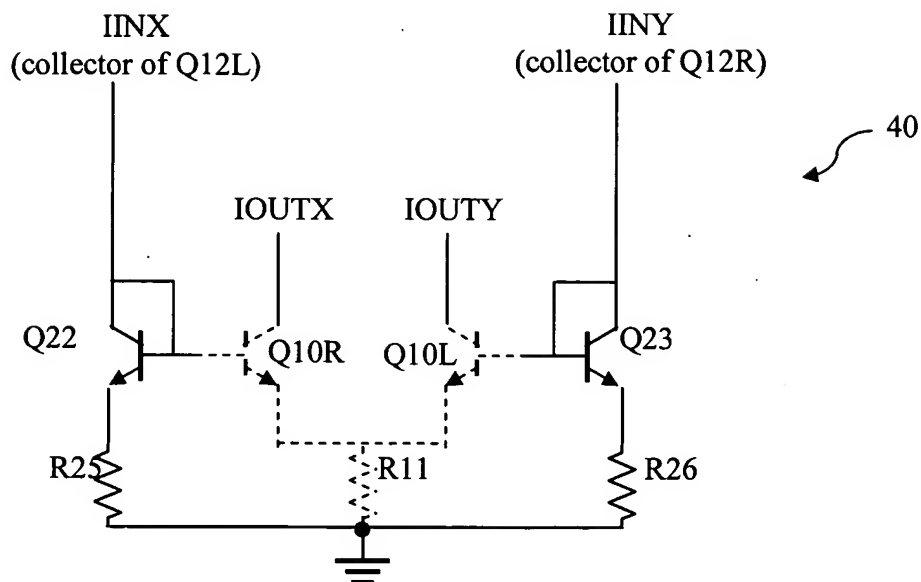 IINX
(collector of Q12L)
IINY
(collector of Q12R)
40
IOUTX
IOUTY
Q22
Q10R
Q10L
Q23
R25
R11
R26